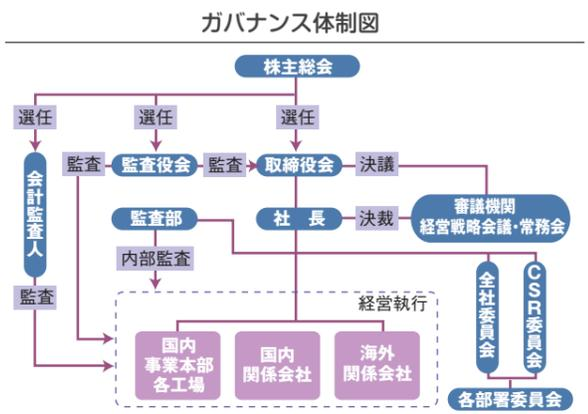 ガバナンス体制図
株主総会
選任
選任
選任
会計監査人
監査
監査役会
監査
取締役会
決議
審議機関
経営戦略会議・常務会
監査部
社 長
決裁
内部監査
監査
経営執行
国内
事業本部
各工場
国内
関係会社
海外
関係会社
全社委員会
CSR委員会
各部署委員会